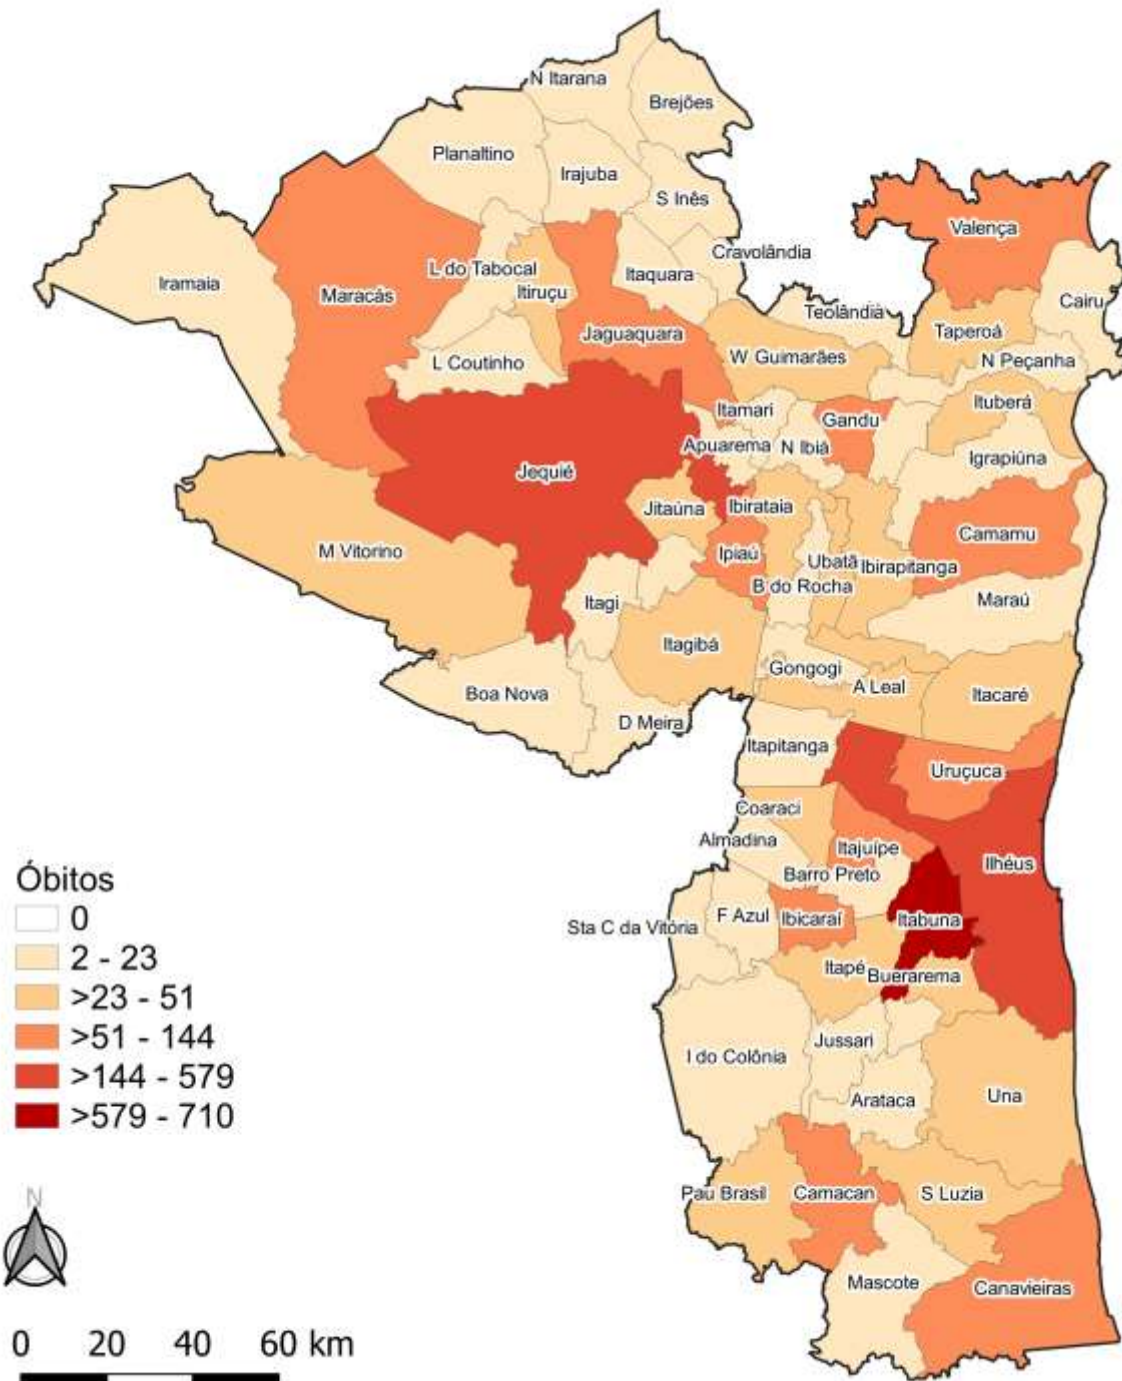 N Itarana
Brejões
Planaltino
Irajuba
S Inês
Valença
Cravolândia
L do Tabocal
Itaquara
Iramaia
Itiruçu
Maracás
Cairu
Teolândia
Taperoá
Jaguaquara
W Guimarães
N Peçanha
L Coutinho
Ituberá
Itamari
Gandu
Apuarema
N Ibiá
Igrapiúna
Jequié
Jitaúna
Ibirataia
Camamu
M Vitorino
Ipiaú
Ubatã
Ibirapitanga
B do Rocha
Itagi
Maraú
Itagibá
Gongogi
A Leal
Boa Nova
Itacaré
D Meira
Itapitanga
Uruçuca
Coaraci
Almadina
Itajuípe
Ilhéus
Barro Preto
F Azul
Ibicaraí
Itabuna
Sta C da Vitória
Itapé
Buerarema
Jussari
I do Colônia
Una
Arataca
Pau Brasil
Camacan
S Luzia
Mascote
Canavieiras
Óbitos
0
2 - 23
>23 - 51
>51 - 144
>144 - 579
>579 - 710
N
0 20 40 60 km